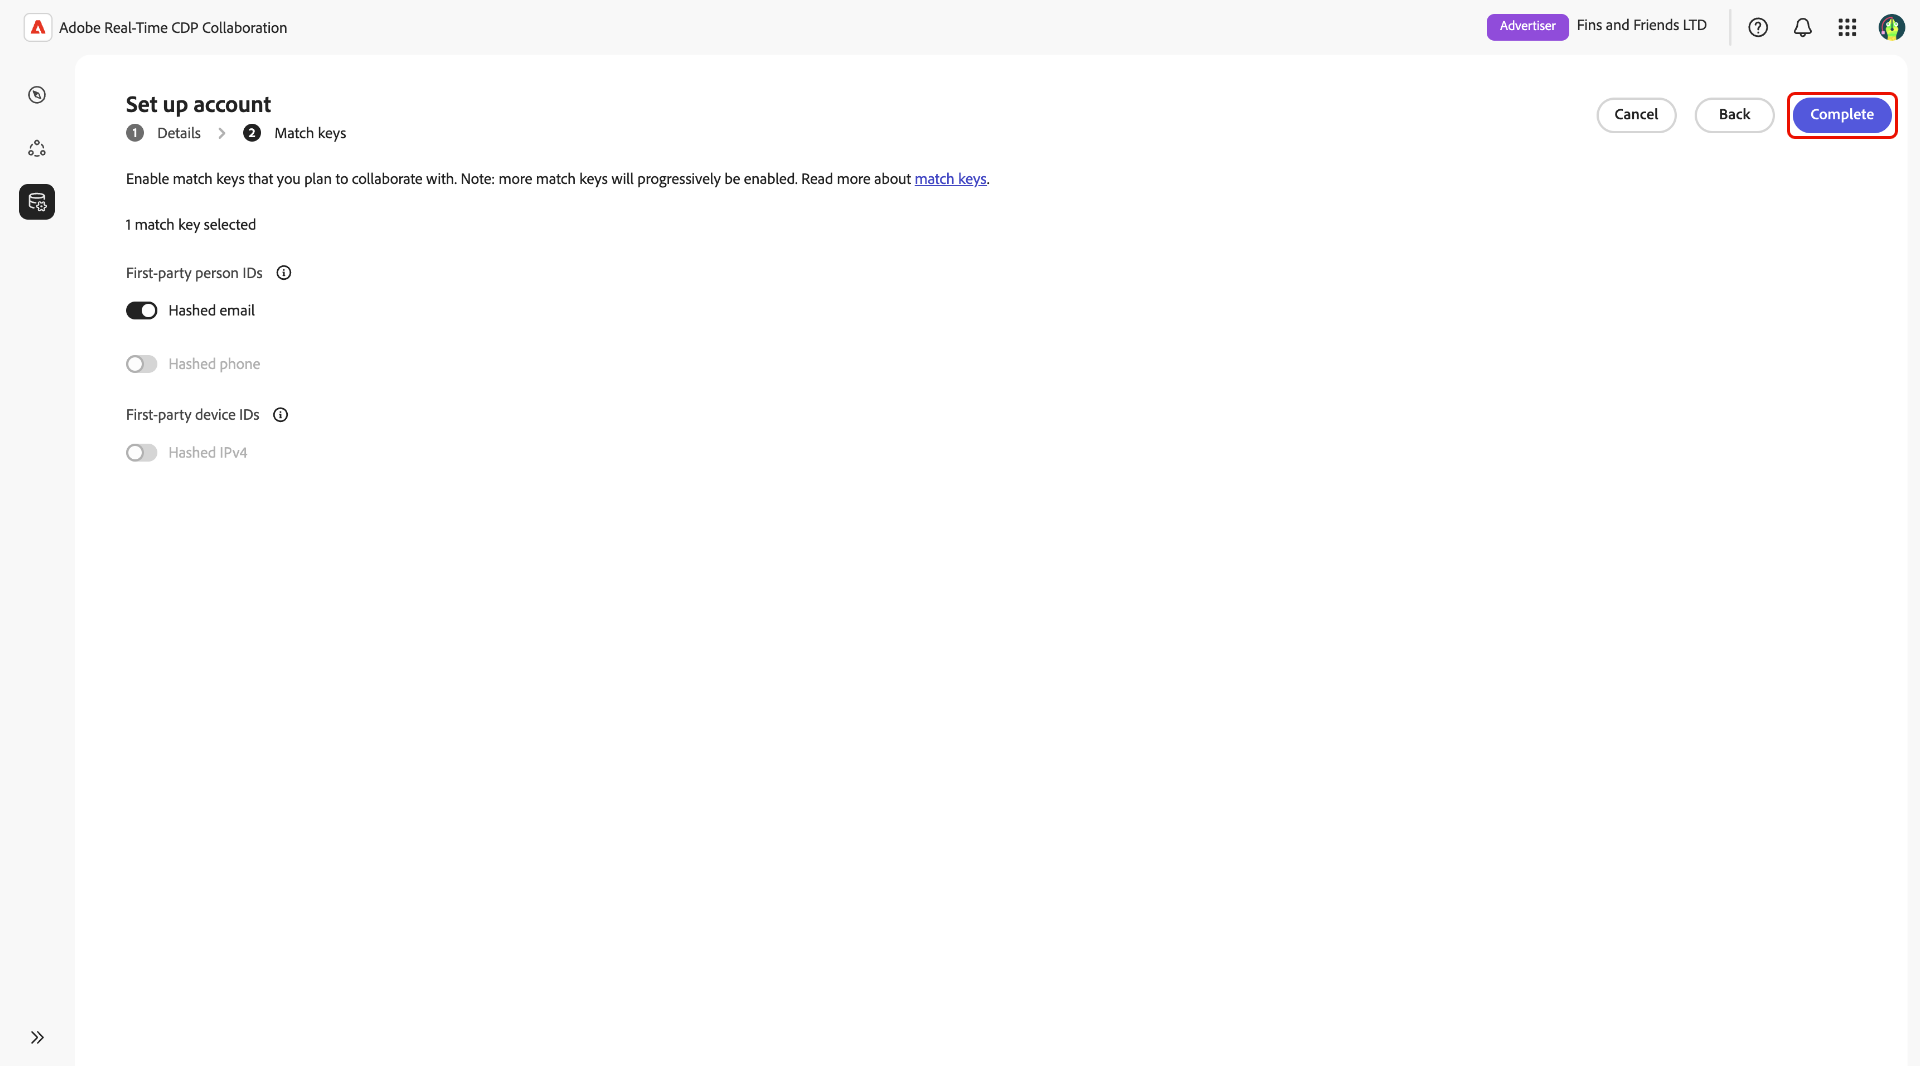 Adobe Real-Time CDP Collaboration
Advertiser
Fins and Friends LTD
Set up account
1 Details
2 Match keys
Cancel
Back
Complete
Enable match keys that you plan to collaborate with. Note: more match keys will progressively be enabled. Read more about match keys.
1 match key selected
First-party person IDs
Hashed email
Hashed phone
First-party device IDs
Hashed IPv4